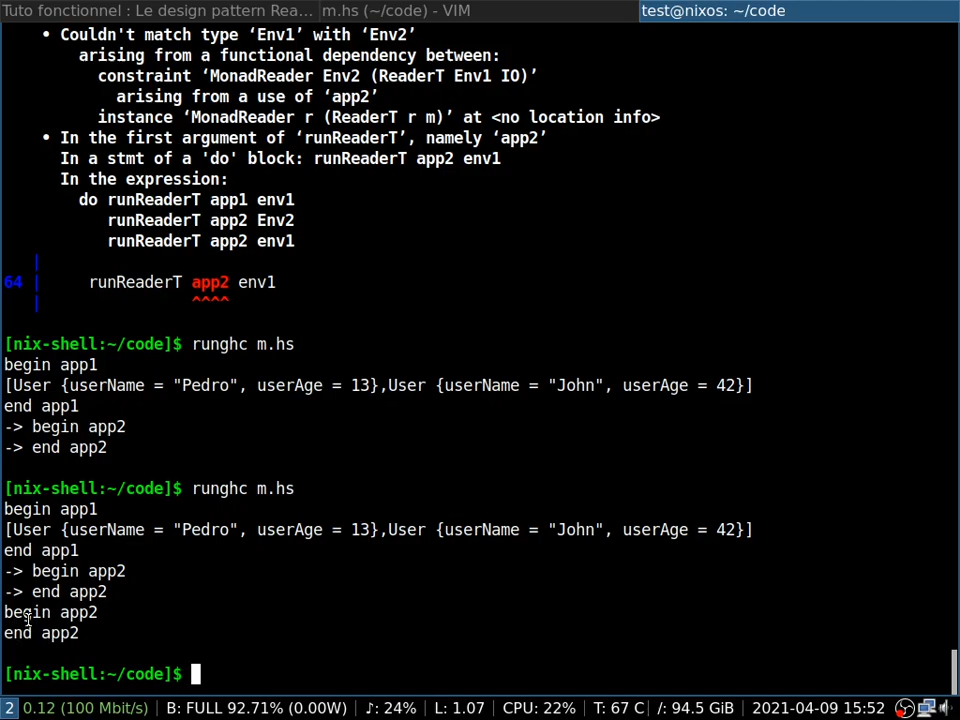 Tuto fonctionnel : Le design pattern Rea... m.hs (~/code) - VIM test@nixos: ~/code
• Couldn't match type ‘Env1’ with ‘Env2’
arising from a functional dependency between:
constraint ‘MonadReader Env2 (ReaderT Env1 IO)’
arising from a use of ‘app2’
instance ‘MonadReader r (ReaderT r m)’ at <no location info>
• In the first argument of ‘runReaderT’, namely ‘app2’
In a stmt of a 'do' block: runReaderT app2 env1
In the expression:
do runReaderT app1 env1
runReaderT app2 Env2
runReaderT app2 env1
|
64 | runReaderT app2 env1
| ^^^^
[nix-shell:~/code]$ runghc m.hs
begin app1
[User {userName = "Pedro", userAge = 13},User {userName = "John", userAge = 42}]
end app1
-> begin app2
-> end app2
[nix-shell:~/code]$ runghc m.hs
begin app1
[User {userName = "Pedro", userAge = 13},User {userName = "John", userAge = 42}]
end app1
-> begin app2
-> end app2
begin app2
end app2
[nix-shell:~/code]$
2 0.12 (100 Mbit/s) B: FULL 92.71% (0.00W) ♪: 24% L: 1.07 CPU: 22% T: 67 C /: 94.5 GiB 2021-04-09 15:52